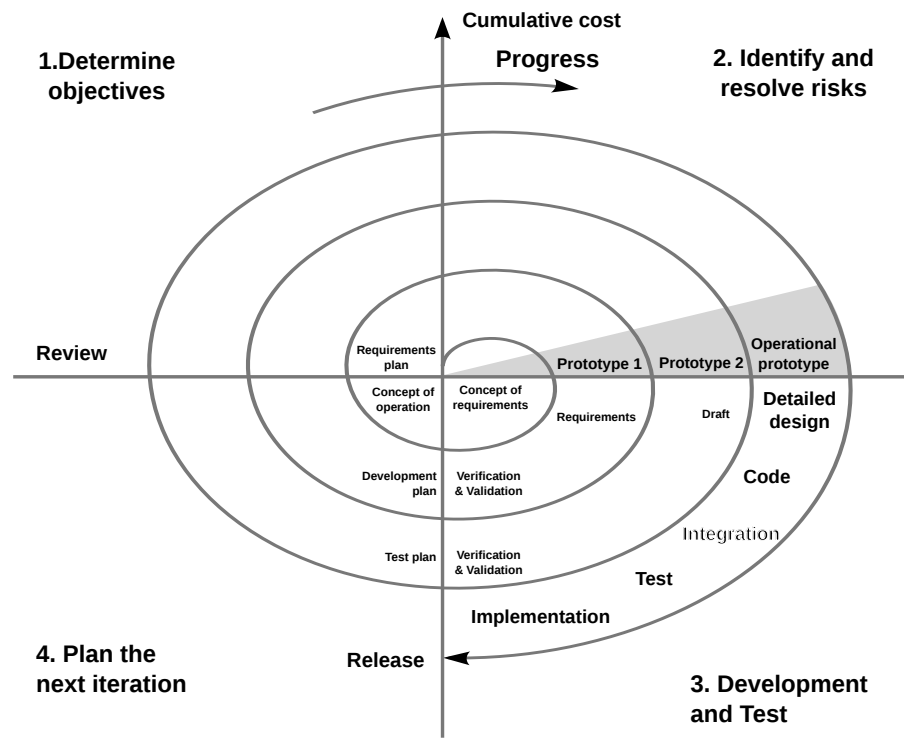 Cumulative cost
Progress
1.Determine
objectives
2. Identify and
resolve risks
Review
Requirements
plan
Prototype 1
Prototype 2
Operational
prototype
Concept of
operation
Concept of
requirements
Requirements
Draft
Detailed
design
Development
plan
Verification
& Validation
Code
Integration
Test plan
Verification
& Validation
Test
Implementation
Release
4. Plan the
next iteration
3. Development
and Test